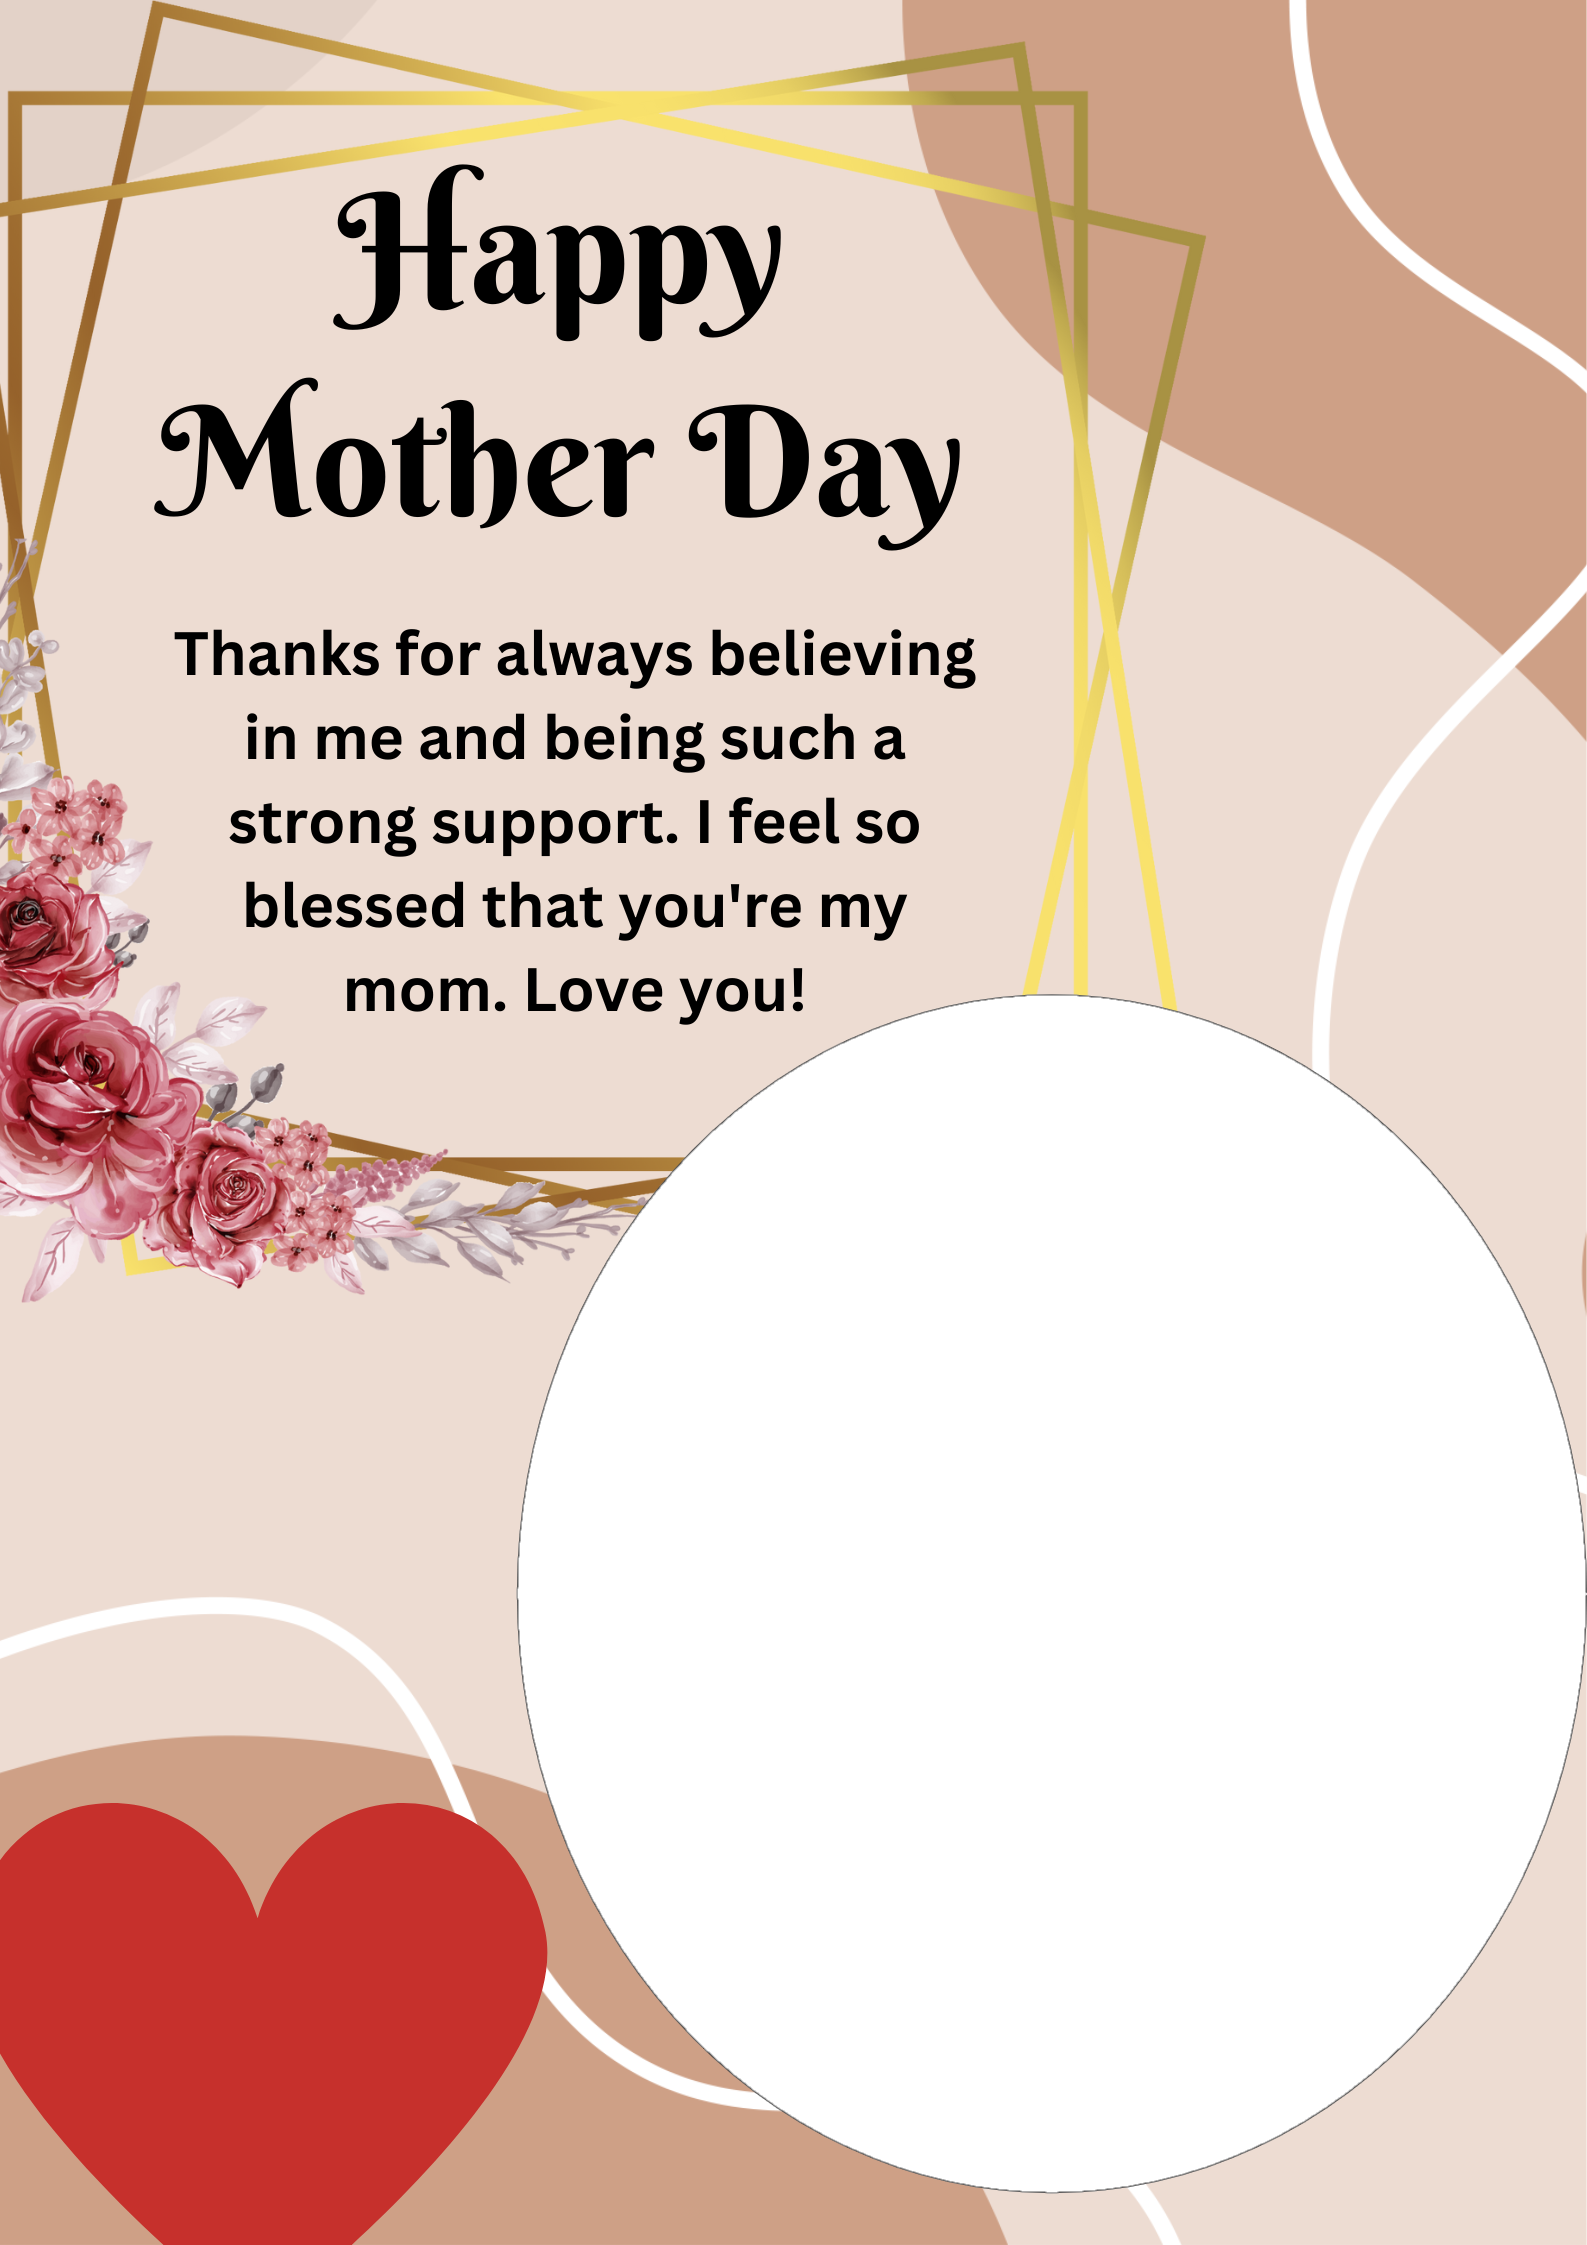 Happy
Mother Day
Thanks for always believing
in me and being such a
strong support. I feel so
blessed that you're my
mom. Love you!